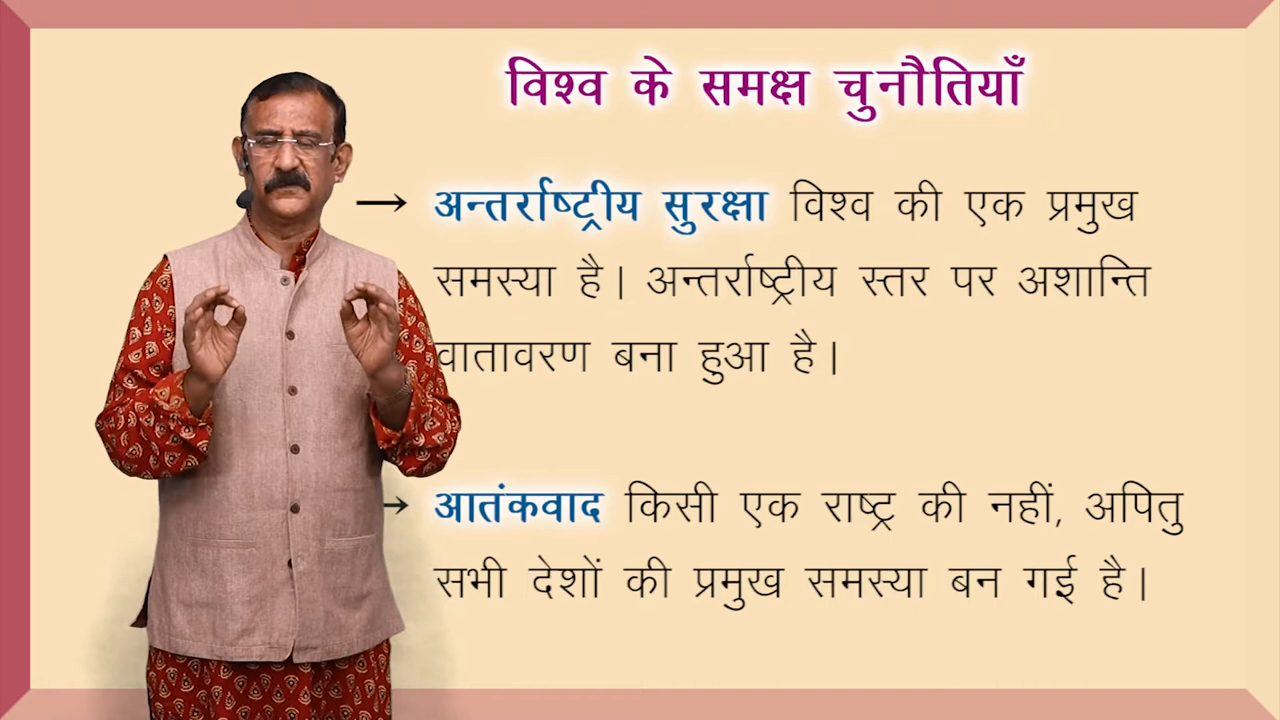 विश्व के समक्ष चुनौतियाँ
→ अन्तर्राष्ट्रीय सुरक्षा विश्व की एक प्रमुख
समस्या है। अन्तर्राष्ट्रीय स्तर पर अशान्ति
वातावरण बना हुआ है।
→ आतंकवाद किसी एक राष्ट्र की नहीं, अपितु
सभी देशों की प्रमुख समस्या बन गई है।